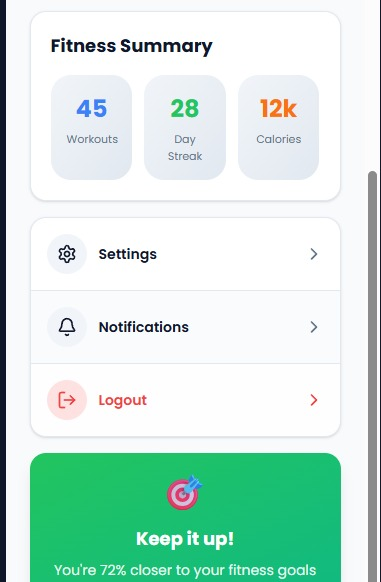 Fitness Summary
45
28
12k
Workouts
Day
Streak
Calories
Settings
Notifications
Logout
Keep it up!
You're 72% closer to your fitness goals